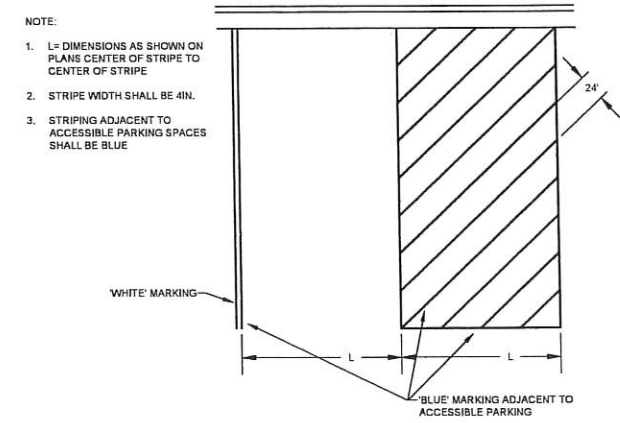 NOTE:
1. L= DIMENSIONS AS SHOWN ON
PLANS CENTER OF STRIPE TO
CENTER OF STRIPE
2. STRIPE WIDTH SHALL BE 4IN.
3. STRIPING ADJACENT TO
ACCESSIBLE PARKING SPACES
SHALL BE BLUE
24'
'WHITE' MARKING
L
L
'BLUE' MARKING ADJACENT TO
ACCESSIBLE PARKING